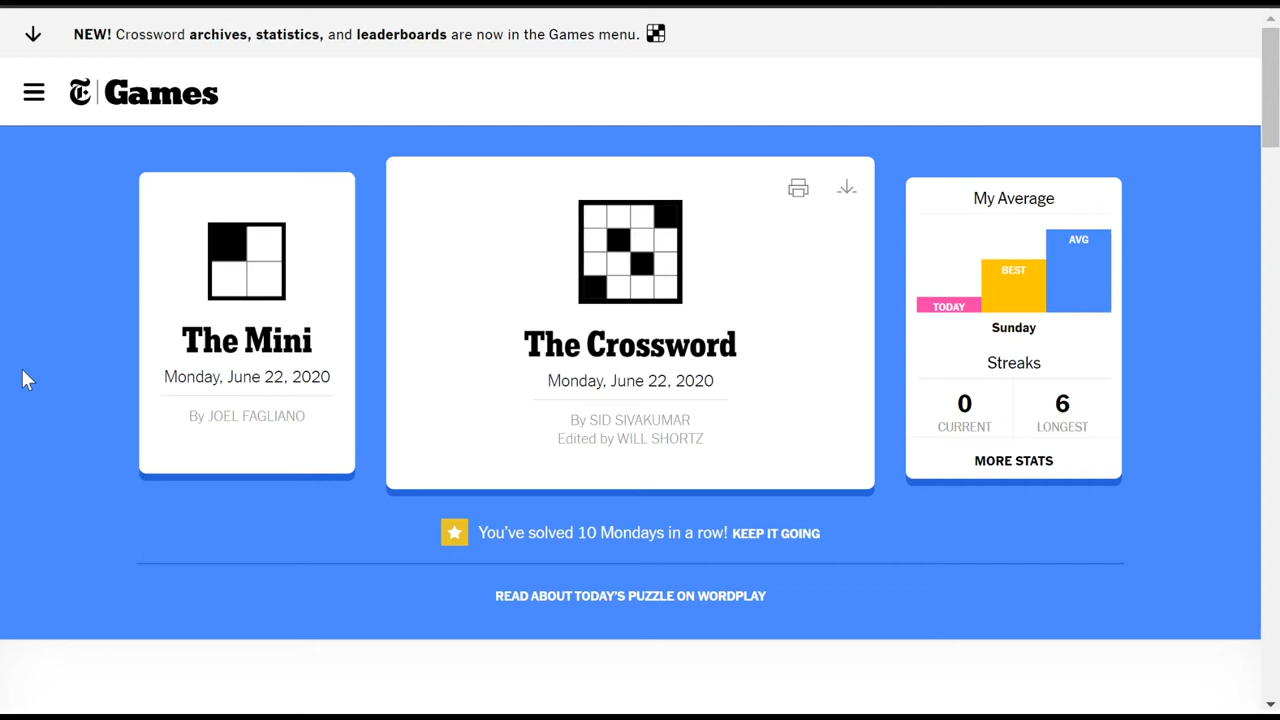 NEW! Crossword archives, statistics, and leaderboards are now in the Games menu.
T Games
The Mini
Monday, June 22, 2020
By JOEL FAGLIANO
The Crossword
Monday, June 22, 2020
By SID SIVAKUMAR
Edited by WILL SHORTZ
My Average
AVG
BEST
TODAY
Sunday
Streaks
0 6
CURRENT LONGEST
MORE STATS
You've solved 10 Mondays in a row! KEEP IT GOING
READ ABOUT TODAY'S PUZZLE ON WORDPLAY